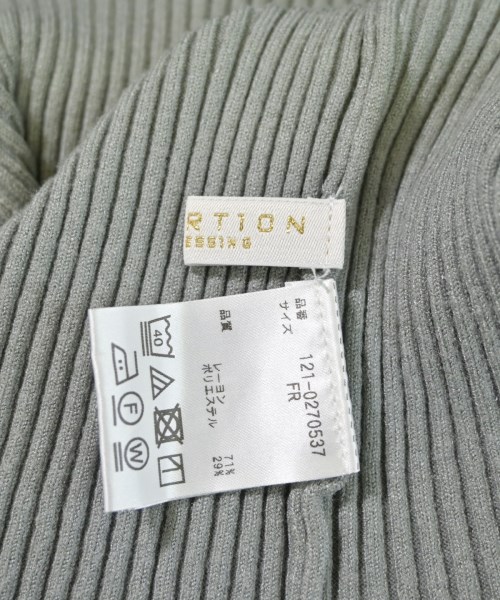 RTION
ESSING
品番 121-0270537
サイズ FR
品質
レーヨン 71%
ポリエステル 29%
40
F
W